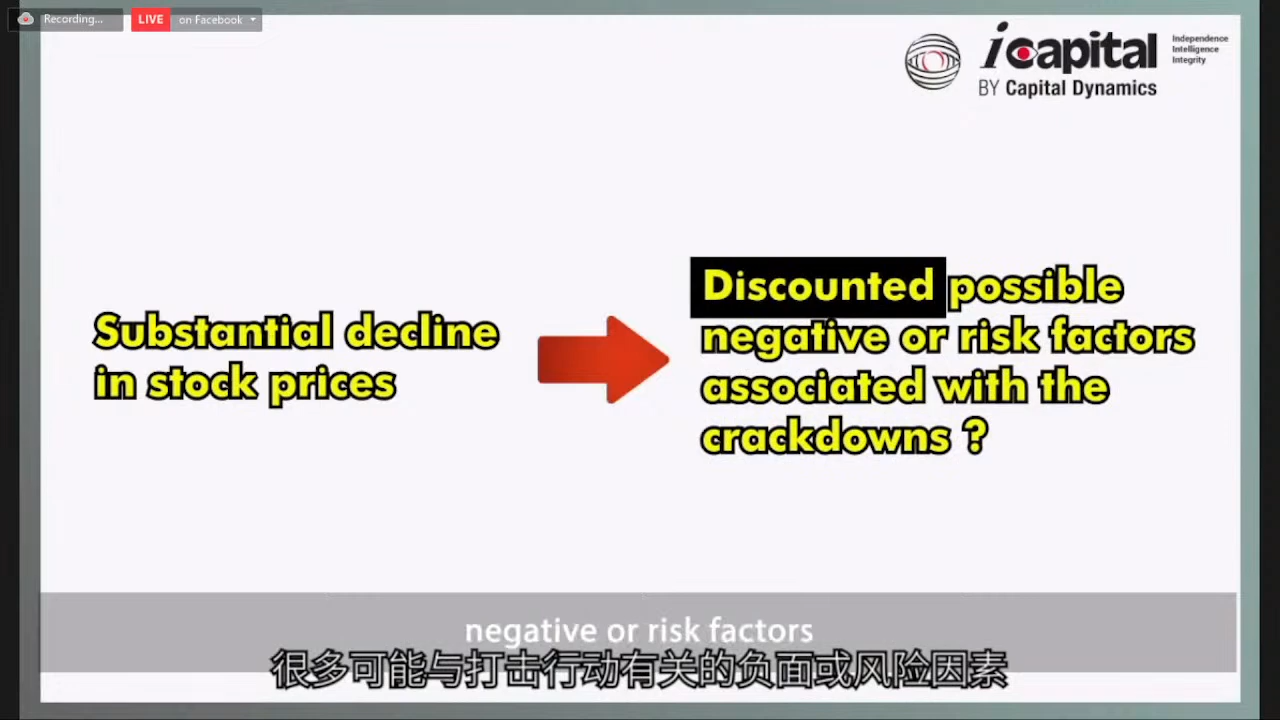 Recording...
LIVE on Facebook
icapital
BY Capital Dynamics
Independence
Intelligence
Integrity
Substantial decline
in stock prices
Discounted possible
negative or risk factors
associated with the
crackdowns ?
negative or risk factors
很多可能与打击行动有关的负面或风险因素